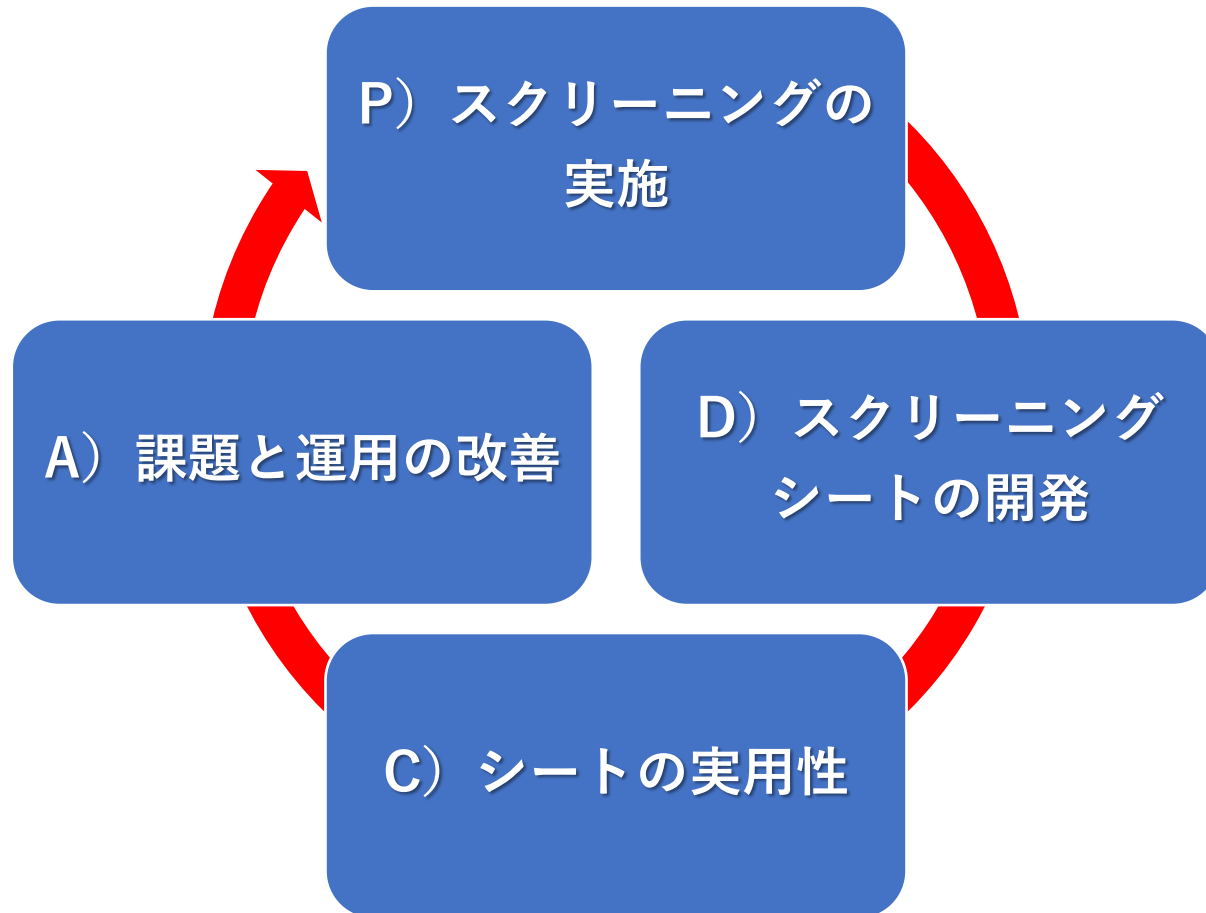 P）スクリーニングの
実施
D）スクリーニング
シートの開発
C）シートの実用性
A）課題と運用の改善